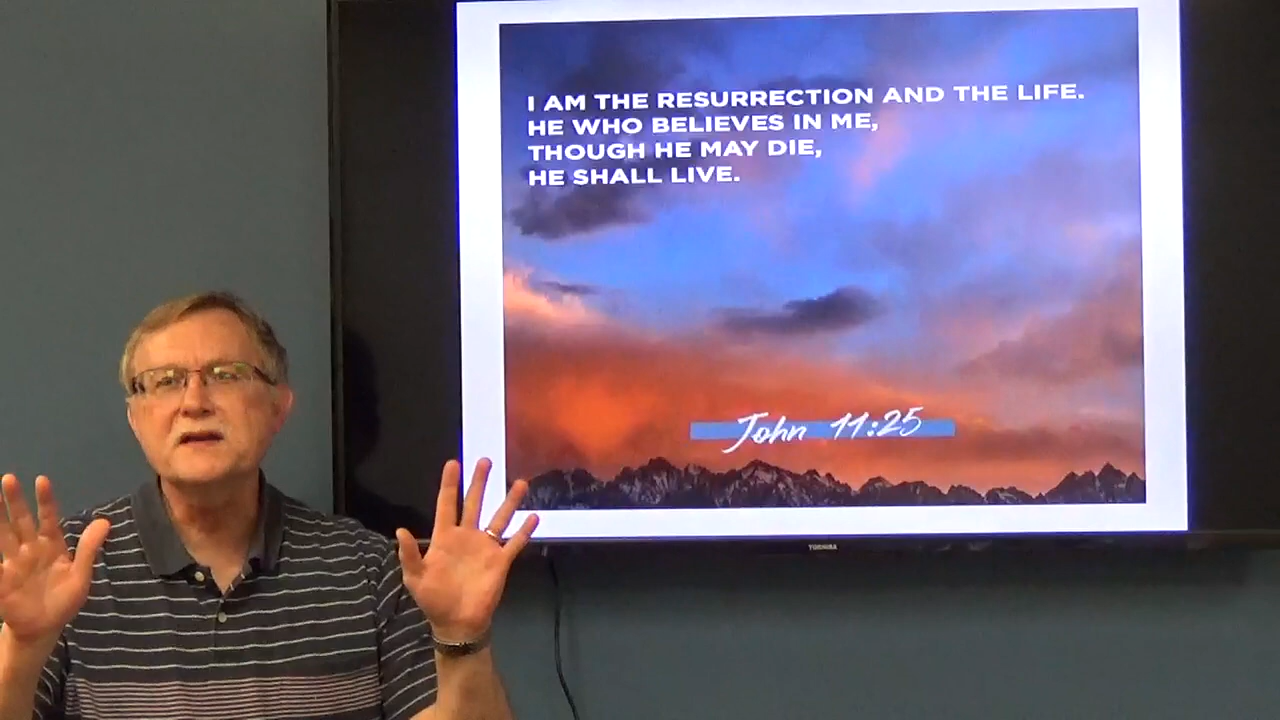 I AM THE RESURRECTION AND THE LIFE.
HE WHO BELIEVES IN ME,
THOUGH HE MAY DIE,
HE SHALL LIVE.
John 11:25
TOSHIBA